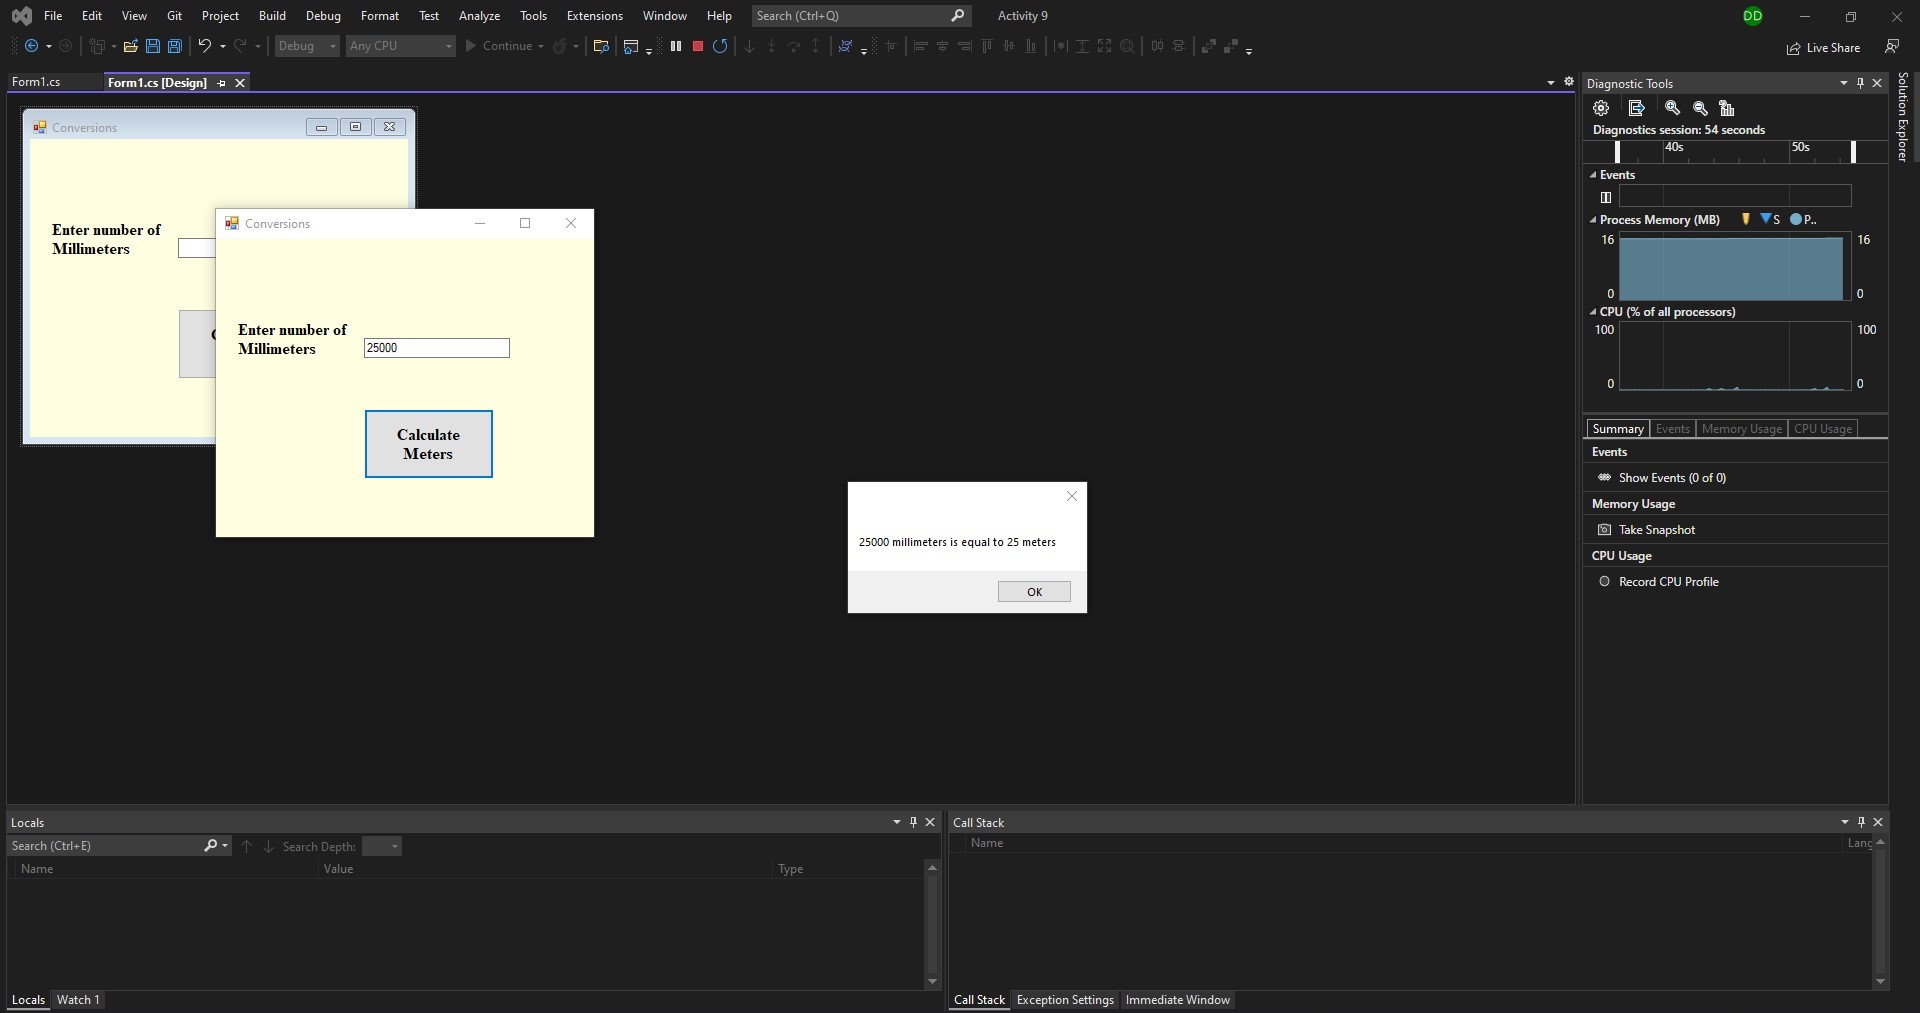 File Edit View Git Project Build Debug Format Test Analyze Tools Extensions Window Help Search (Ctrl+Q) Activity 9 DD
Debug Any CPU Continue Live Share
Form1.cs Form1.cs [Design]
Conversions
Enter number of
Millimeters
Conversions
Enter number of
Millimeters
25000
Calculate
Meters
25000 millimeters is equal to 25 meters
OK
Diagnostic Tools
Diagnostics session: 54 seconds
40s 50s
Events
Process Memory (MB) S P..
16 16
0 0
CPU (% of all processors)
100 100
0 0
Summary Events Memory Usage CPU Usage
Events
Show Events (0 of 0)
Memory Usage
Take Snapshot
CPU Usage
Record CPU Profile
Solution Explorer
Locals
Search (Ctrl+E) Search Depth:
Name Value Type
Locals Watch 1
Call Stack
Name Lang
Call Stack Exception Settings Immediate Window